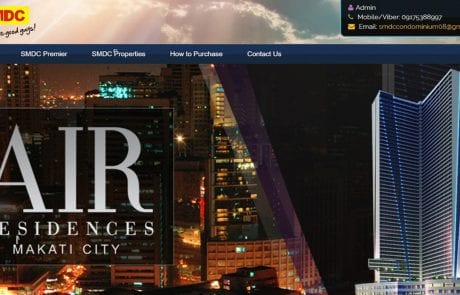 MDC
good guys!
Admin
Mobile/Viber: 09175388997
Email: smdccondominium08@gm
SMDC Premier
SMDC Properties
How to Purchase
Contact Us
AIR
ESIDENCES
MAKATI CITY